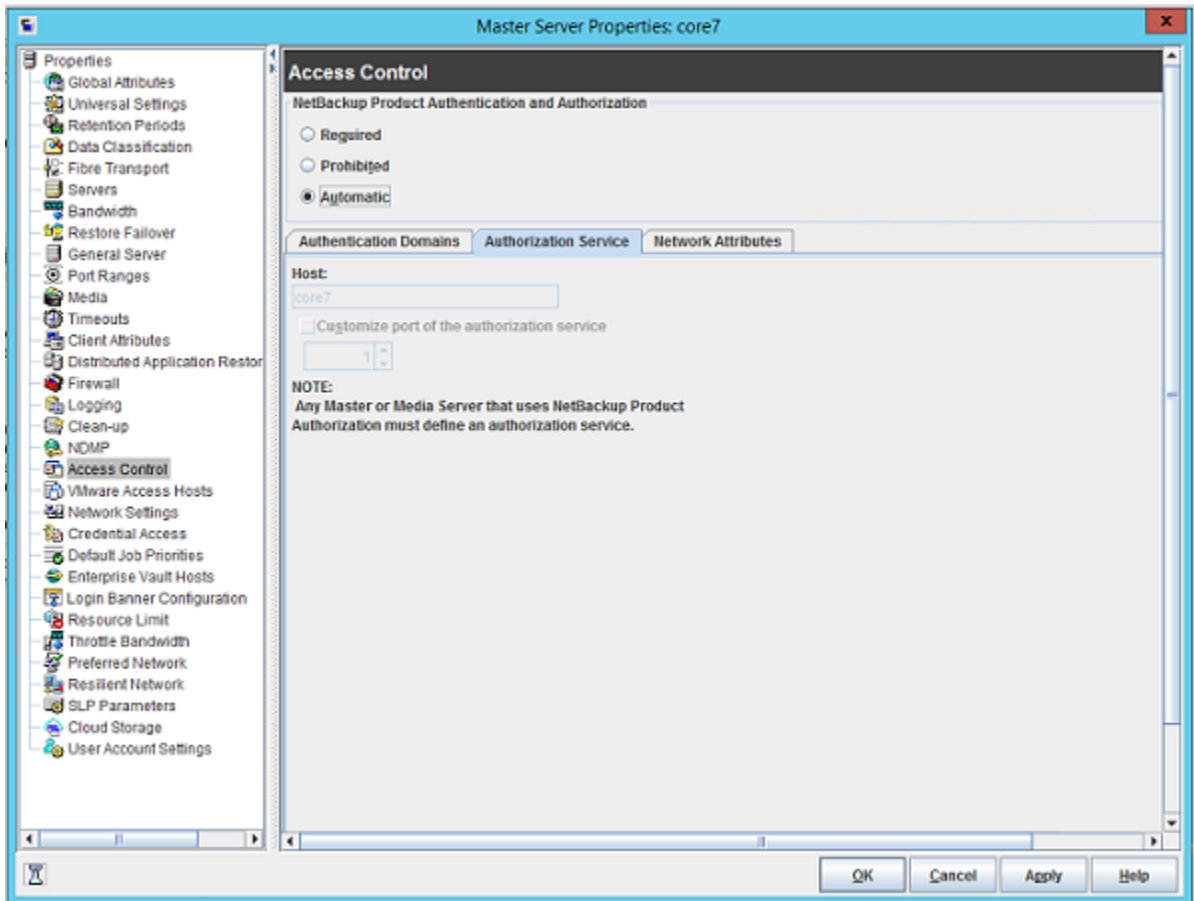 Master Server Properties: core7
x
Properties
Global Attributes
Universal Settings
Retention Periods
Data Classification
Fibre Transport
Servers
Bandwidth
Restore Failover
General Server
Port Ranges
Media
Timeouts
Client Attributes
Distributed Application Restor
Firewall
Logging
Clean-up
NDMP
Access Control
VMware Access Hosts
Network Settings
Credential Access
Default Job Priorities
Enterprise Vault Hosts
Login Banner Configuration
Resource Limit
Throttle Bandwidth
Preferred Network
Resilient Network
SLP Parameters
Cloud Storage
User Account Settings
Access Control
NetBackup Product Authentication and Authorization
Required
Prohibited
Automatic
Authentication Domains Authorization Service Network Attributes
Host:
core7
Customize port of the authorization service
1
NOTE:
Any Master or Media Server that uses NetBackup Product
Authorization must define an authorization service.
OK Cancel Apply Help